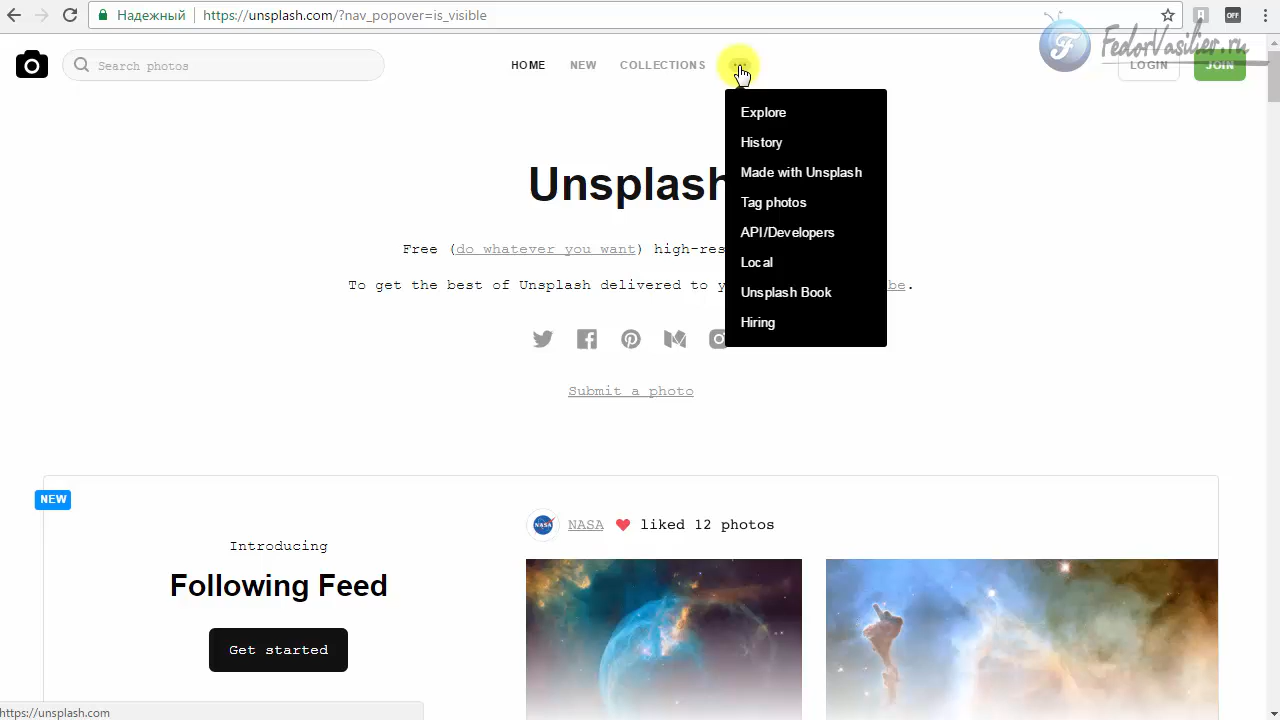 Надежный https://unsplash.com/?nav_popover=is_visible
OFF
FedorVasilier.ru
Search photos
HOME NEW COLLECTIONS
LOGIN JOIN
Explore
History
Made with Unsplash
Tag photos
API/Developers
Local
Unsplash Book
Hiring
Unsplash
Free (do whatever you want) high-res
To get the best of Unsplash delivered to be.
Submit a photo
NEW
Introducing
Following Feed
Get started
NASA liked 12 photos
https://unsplash.com